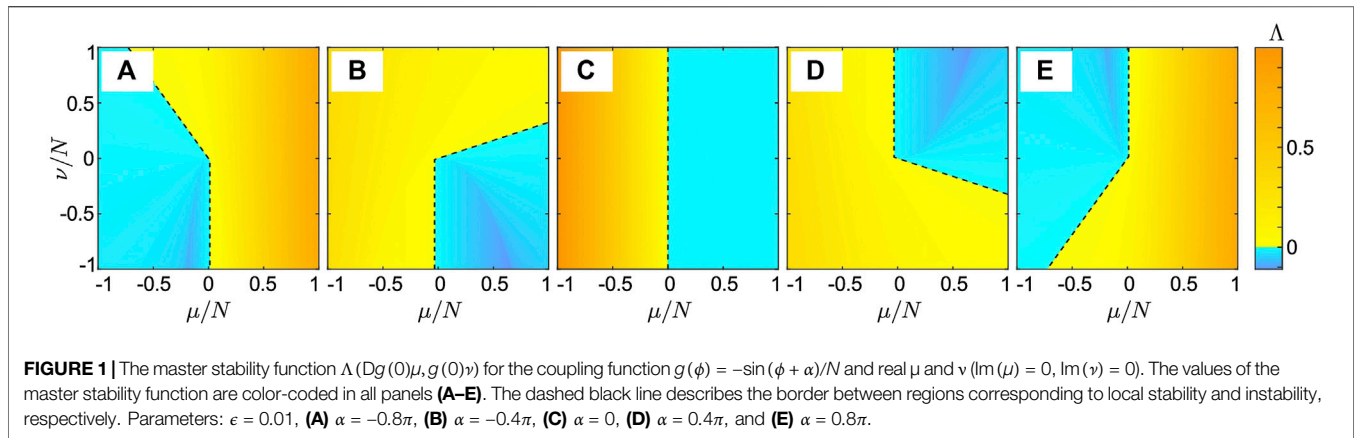 A
B
C
D
E
Λ
1
0.5
0
-0.5
-1
ν/N
-1 -0.5 0 0.5 1
-1 -0.5 0 0.5 1
-1 -0.5 0 0.5 1
-1 -0.5 0 0.5 1
-1 -0.5 0 0.5 1
μ/N
μ/N
μ/N
μ/N
μ/N
0.5
0
FIGURE 1 | The master stability function Λ (Dg (0)μ, g (0)ν) for the coupling function g (ϕ) = −sin (ϕ + α)/N and real μ and ν (Im (μ) = 0, Im (ν) = 0). The values of the
master stability function are color-coded in all panels (A–E). The dashed black line describes the border between regions corresponding to local stability and instability,
respectively. Parameters: ϵ = 0.01, (A) α = −0.8π, (B) α = −0.4π, (C) α = 0, (D) α = 0.4π, and (E) α = 0.8π.